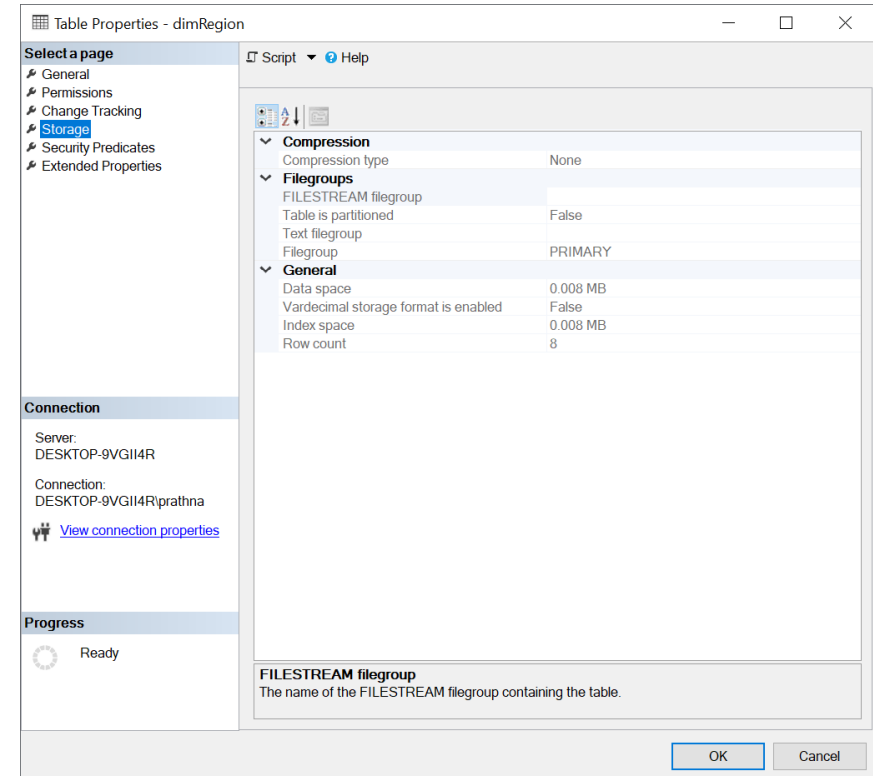 Table Properties - dimRegion
Select a page
General
Permissions
Change Tracking
Storage
Security Predicates
Extended Properties
Script Help
Compression
Compression type None
Filegroups
FILESTREAM filegroup
Table is partitioned False
Text filegroup
Filegroup PRIMARY
General
Data space 0.008 MB
Vardecimal storage format is enabled False
Index space 0.008 MB
Row count 8
Connection
Server:
DESKTOP-9VGII4R
Connection:
DESKTOP-9VGII4R\prathna
View connection properties
Progress
Ready
FILESTREAM filegroup
The name of the FILESTREAM filegroup containing the table.
OK Cancel